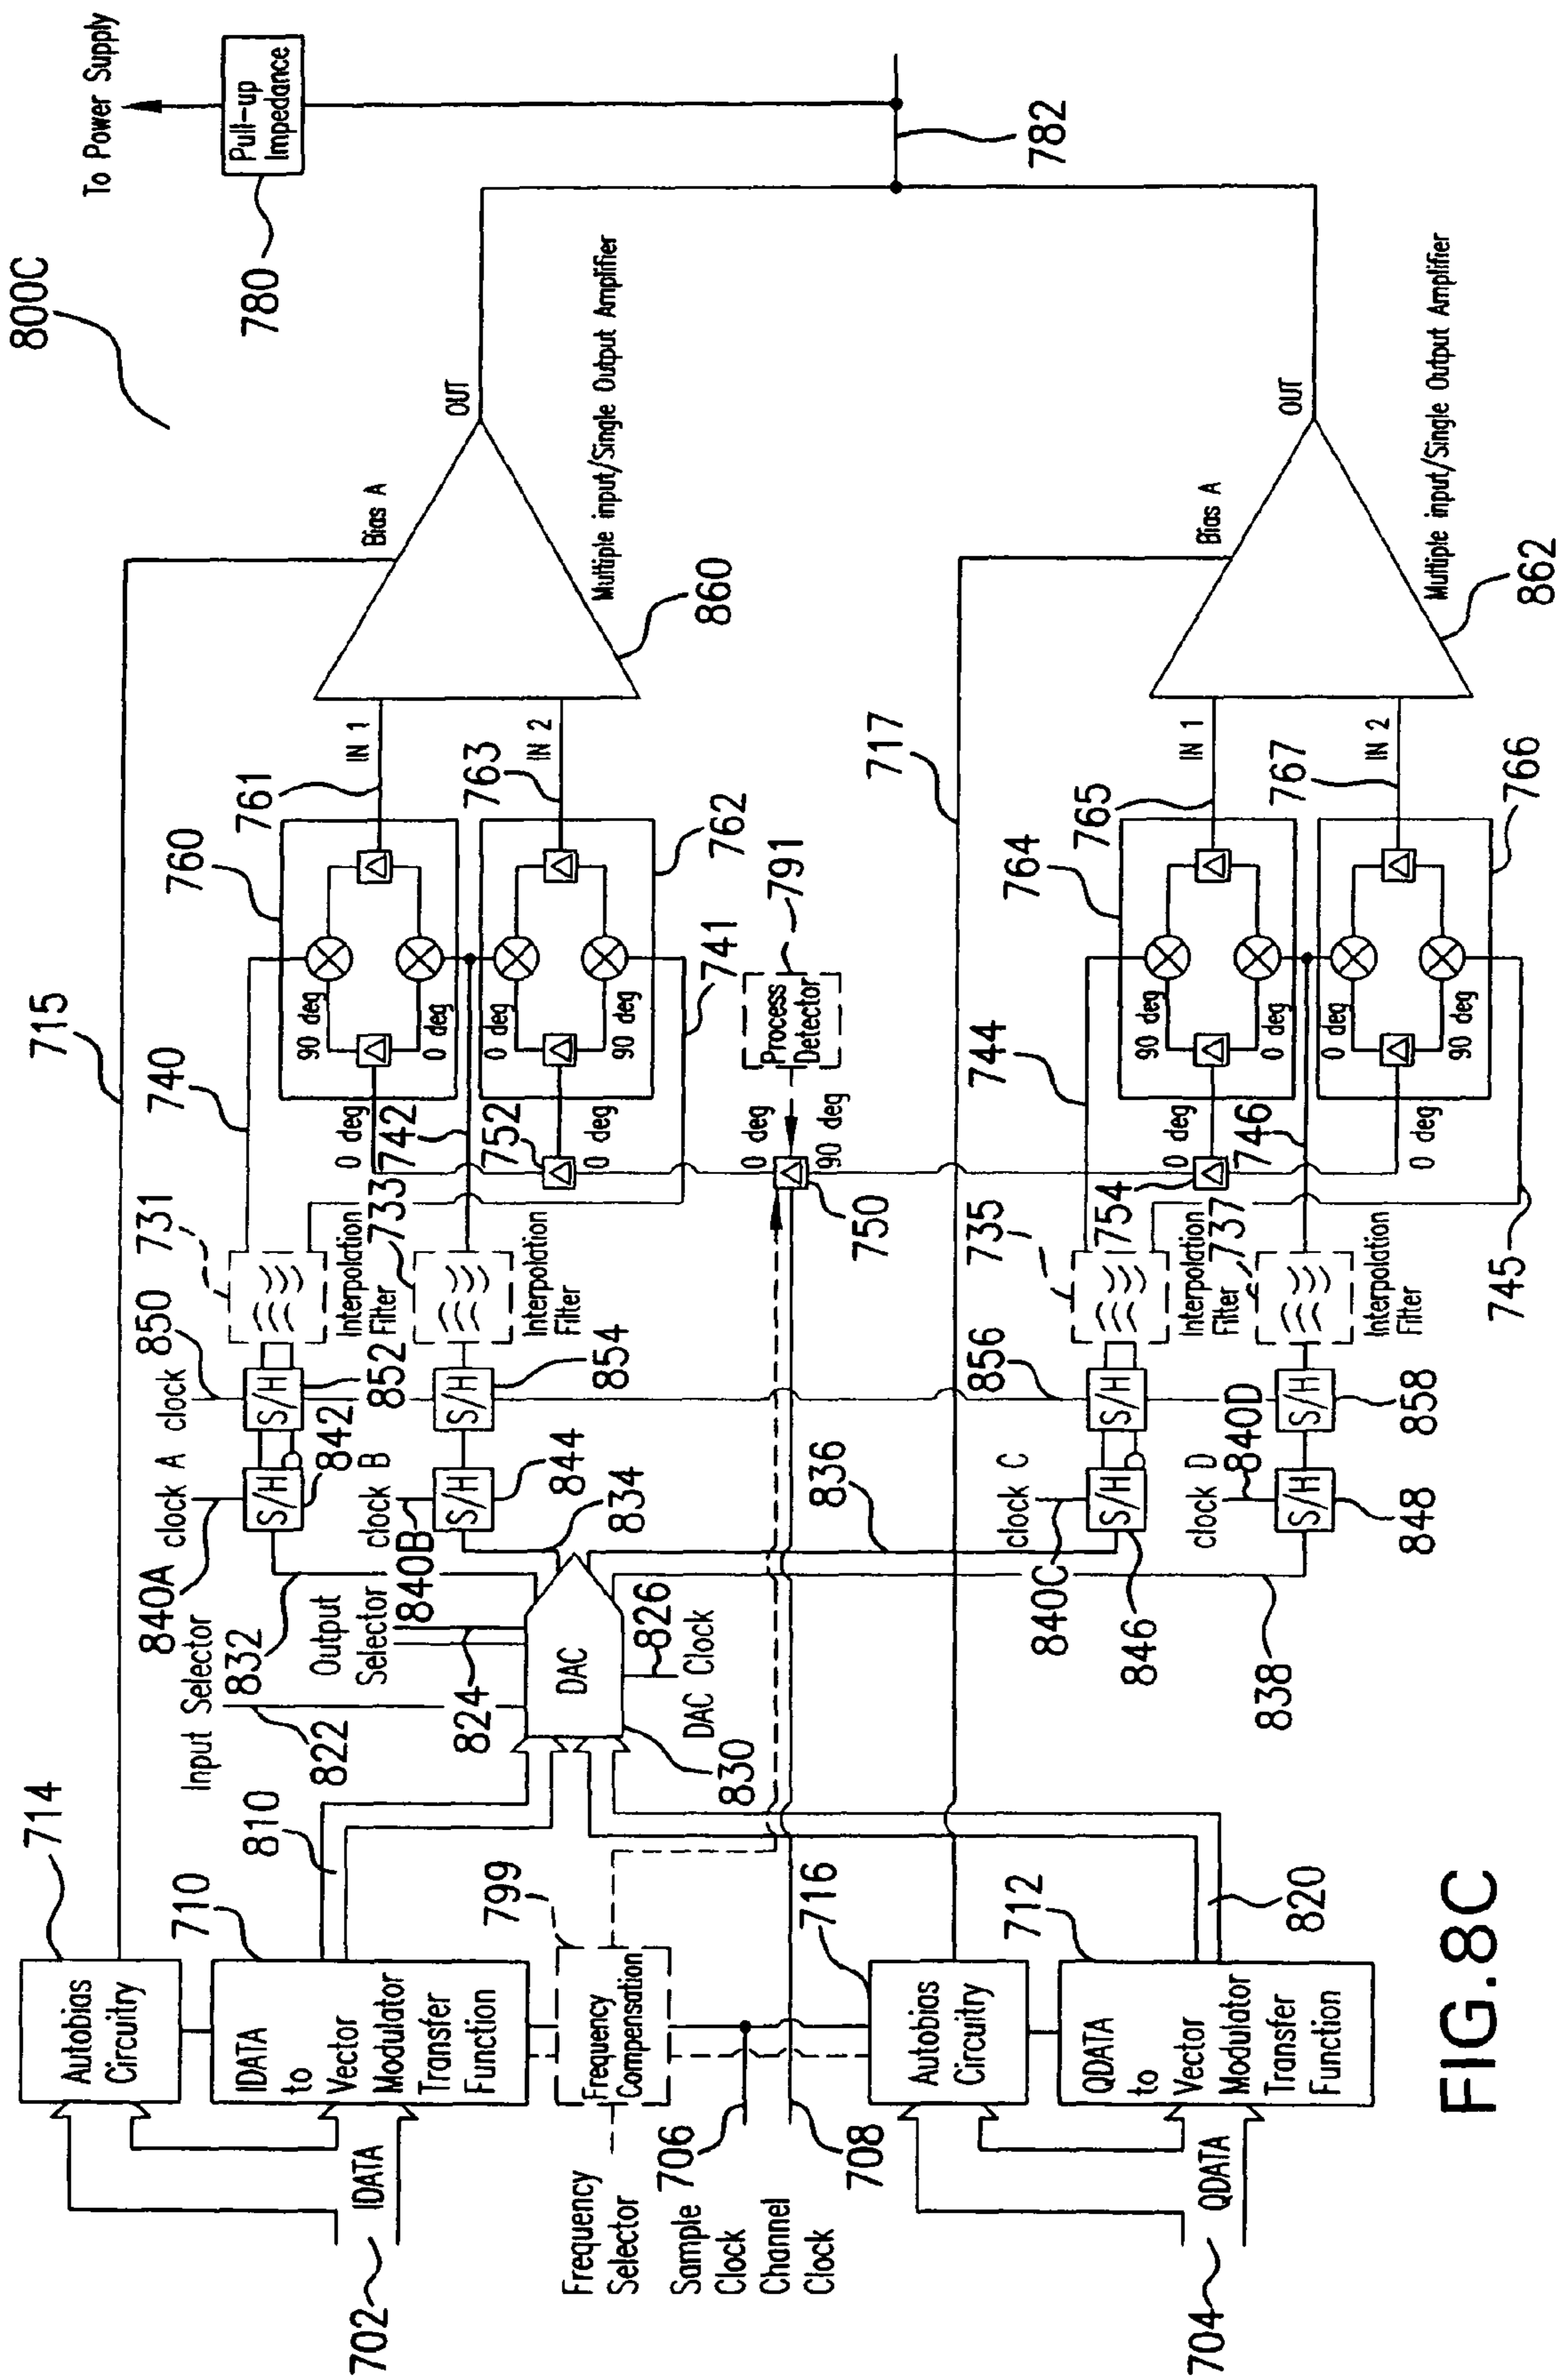 800C
To Power Supply
Pull-up
Impedance
780
782
714
Autobias
Circuitry
715
710
IDATA
to
Vector
Modulator
Transfer
Function
702
IDATA
810
Input Selector
822
Output
Selector
824
DAC
826
DAC Clock
830
832
834
836
838
840A
clock A
clock
850
S/H
S/H
842
852
731
Interpolation
Filter
840B
clock B
S/H
S/H
844
854
733
Interpolation
Filter
740
742
741
752
0 deg
0 deg
760
90 deg
0 deg
761
IN 1
762
0 deg
90 deg
763
IN 2
Bias A
OUT
Multiple input/Single Output Amplifier
860
Frequency
Selector
799
Frequency
Compensation
Sample
Clock
706
Channel
Clock
708
750
0 deg
90 deg
Process
Detector
791
716
Autobias
Circuitry
717
712
QDATA
to
Vector
Modulator
Transfer
Function
704
QDATA
820
840C
clock C
S/H
S/H
846
856
735
Interpolation
Filter
840D
clock D
S/H
S/H
848
858
737
Interpolation
Filter
744
746
745
754
0 deg
0 deg
764
90 deg
0 deg
765
IN 1
766
0 deg
90 deg
767
IN 2
Bias A
OUT
Multiple input/Single Output Amplifier
862
FIG.8C